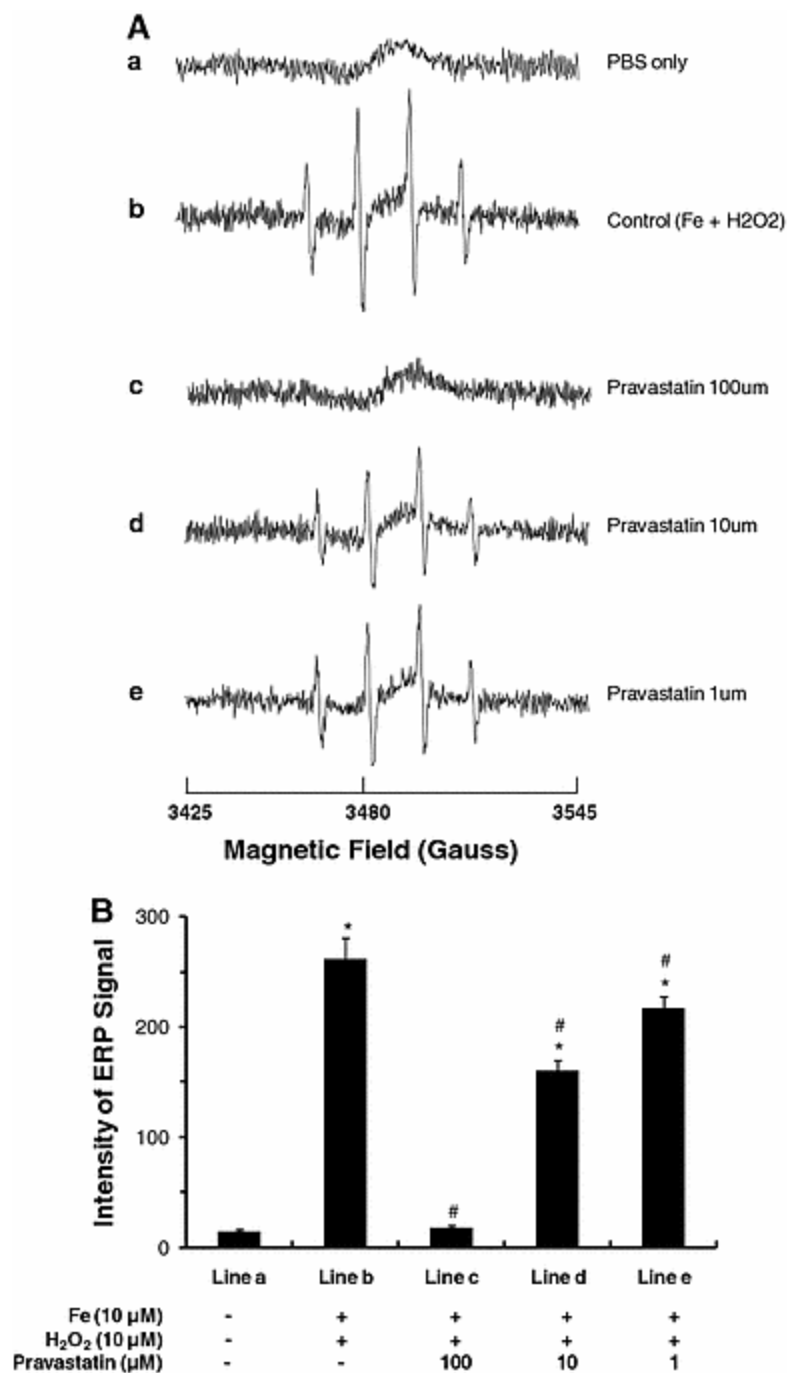 A
a PBS only
b Control (Fe + H2O2)
c Pravastatin 100um
d Pravastatin 10um
e Pravastatin 1um
3425 3480 3545
Magnetic Field (Gauss)
B
Intensity of ERP Signal
300
200
100
0
*
#
# *
# *
Line a Line b Line c Line d Line e
Fe (10 µM) - + + + +
H₂O₂ (10 µM) - + + + +
Pravastatin (µM) - - 100 10 1